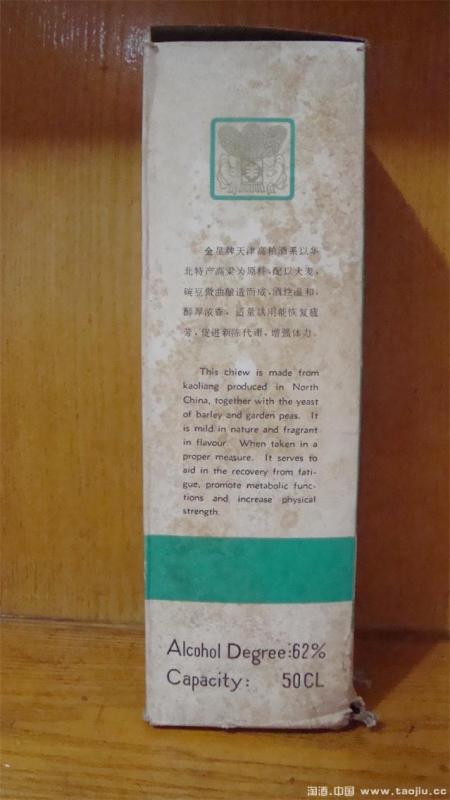 金星牌天津高粮酒系以华
北特产高粱为原料，配以大麦，
豌豆做曲酿造而成，酒性温和，
醇厚浓香，适量饮用能恢复疲
劳，促进新陈代谢，增强体力。
This chiew is made from
kaoliang produced in North
China, together with the yeast
of barley and garden peas. It
is mild in nature and fragrant
in flavour. When taken in a
proper measure. It serves to
aid in the recovery from fati-
gue, promote metabolic func-
tions and increase physical
strength.
Alcohol Degree:62%
Capacity: 50CL
淘酒.中国 www.taojiu.cc